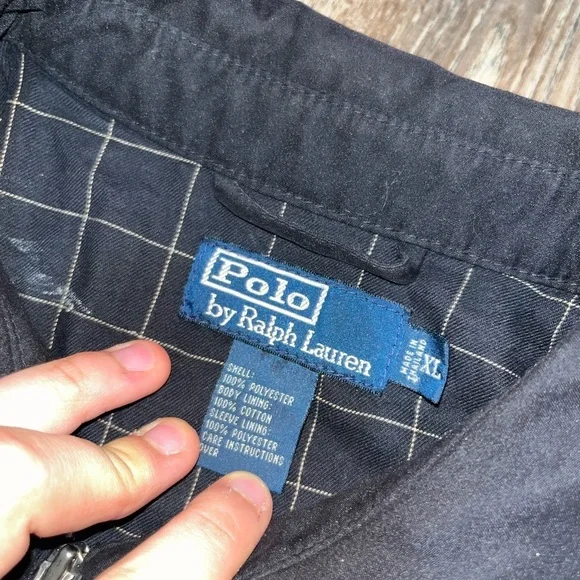 Polo
by Ralph Lauren
MADE IN
THAILAND
XL
SHELL:
100% POLYESTER
BODY LINING:
100% COTTON
SLEEVE LINING:
100% POLYESTER
CARE INSTRUCTIONS
OVER